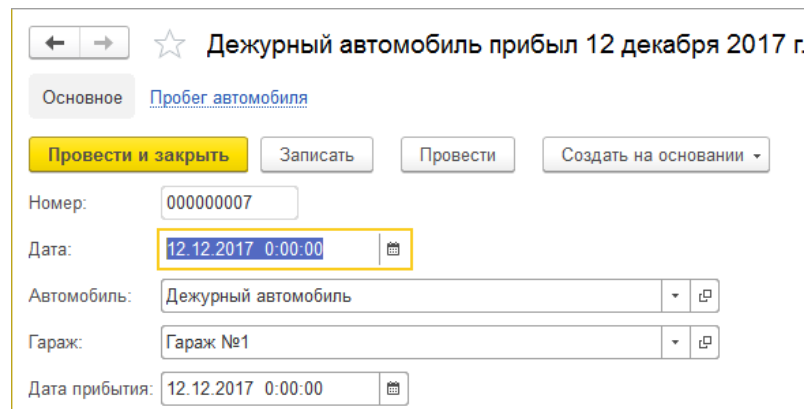 Дежурный автомобиль прибыл 12 декабря 2017 г.
Основное Пробег автомобиля
Провести и закрыть Записать Провести Создать на основании
Номер: 000000007
Дата: 12.12.2017 0:00:00
Автомобиль: Дежурный автомобиль
Гараж: Гараж №1
Дата прибытия: 12.12.2017 0:00:00